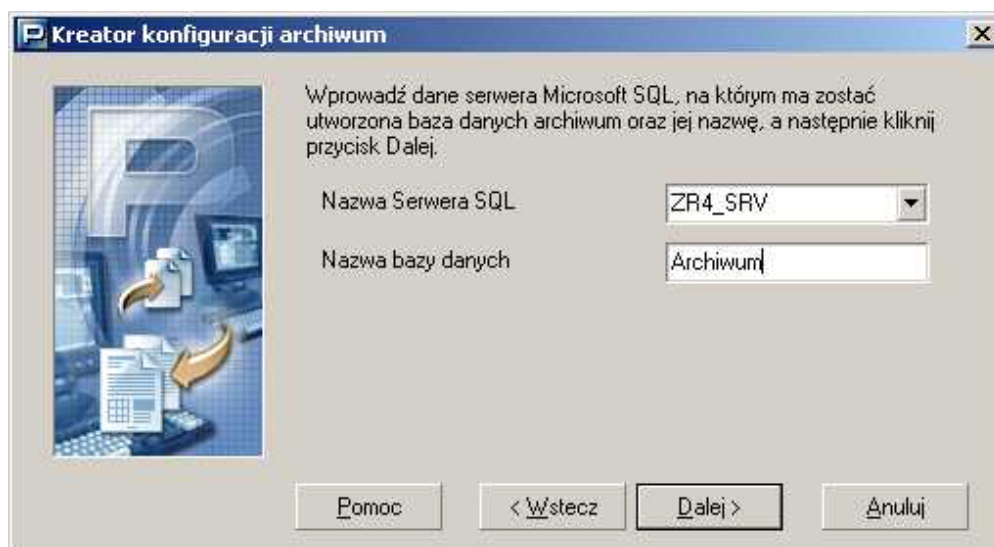 Kreator konfiguracji archiwum
Wprowadź dane serwera Microsoft SQL, na którym ma zostać
utworzona baza danych archiwum oraz jej nazwę, a następnie kliknij
przycisk Dalej.
Nazwa Serwera SQL ZR4_SRV
Nazwa bazy danych Archiwum
Pomoc < Wstecz Dalej > Anuluj